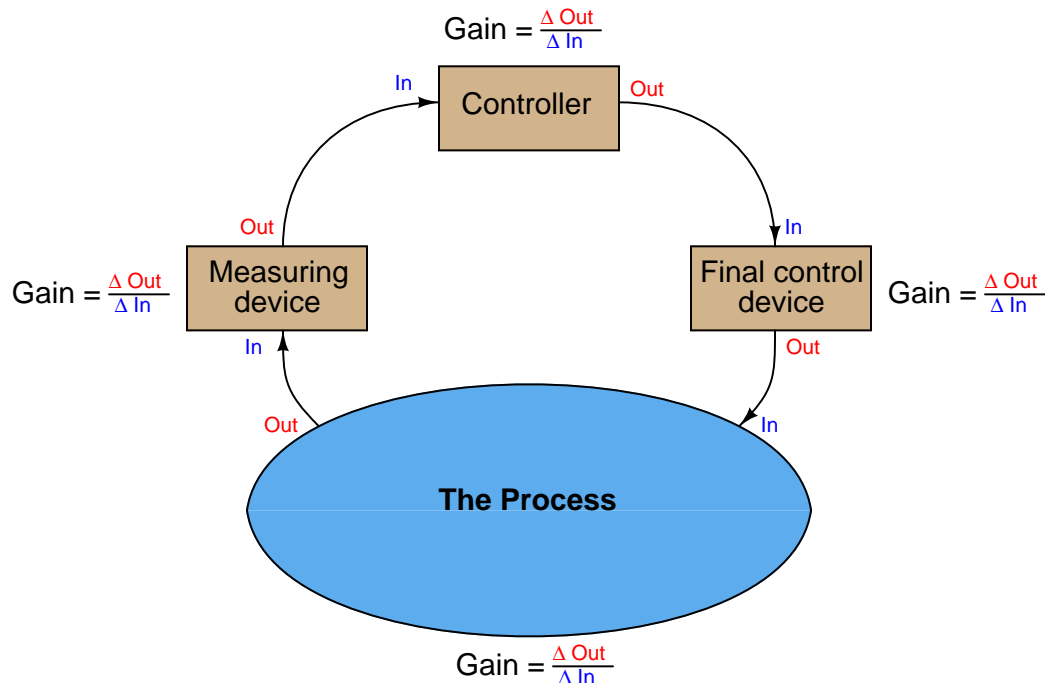 Gain = Δ Out / Δ In
In
Controller
Out
Out
In
Gain = Δ Out / Δ In
Measuring
device
Final control
device
Gain = Δ Out / Δ In
In
Out
Out
In
The Process
Gain = Δ Out / Δ In